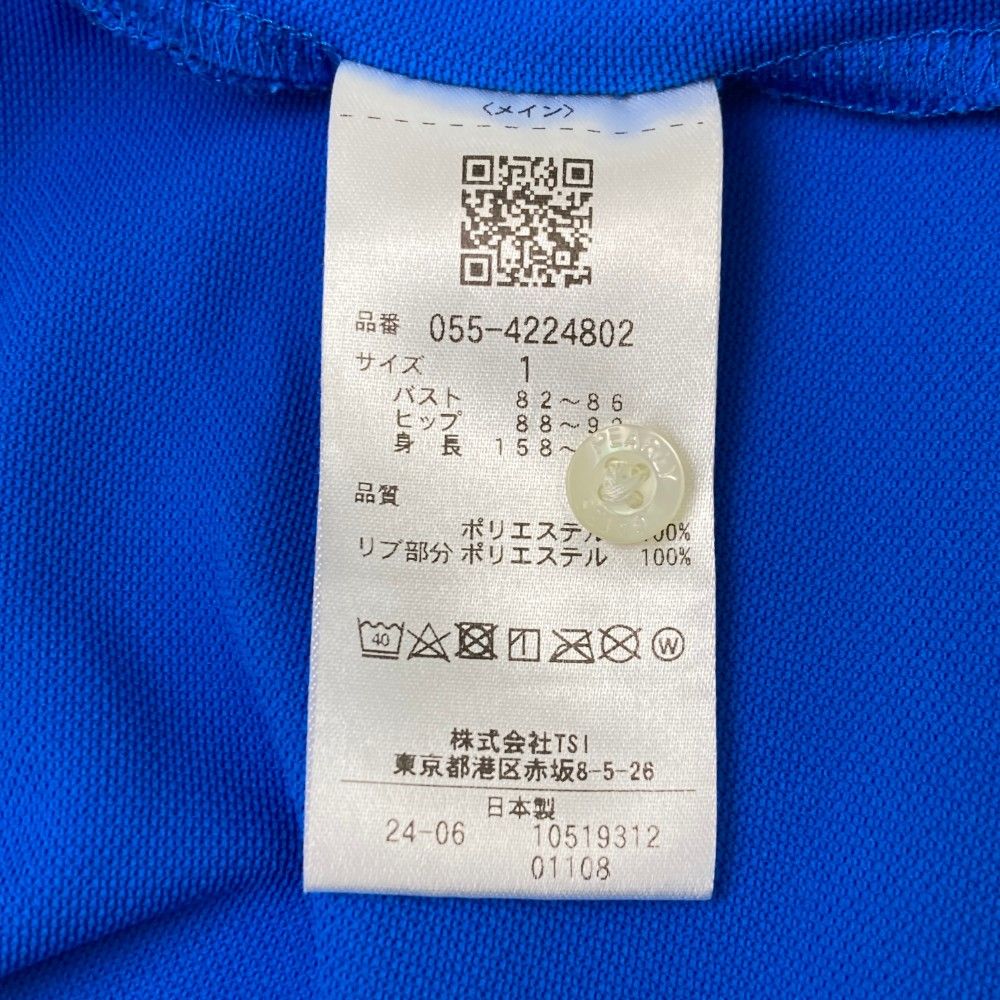 〈メイン〉
品番 055-4224802
サイズ 1
バスト 82～86
ヒップ 88～9
身長 158～
PEARLY
品質
ポリエステル 100%
リブ部分 ポリエステル 100%
40
W
株式会社TSI
東京都港区赤坂8-5-26
日本製
24-06 10519312
01108